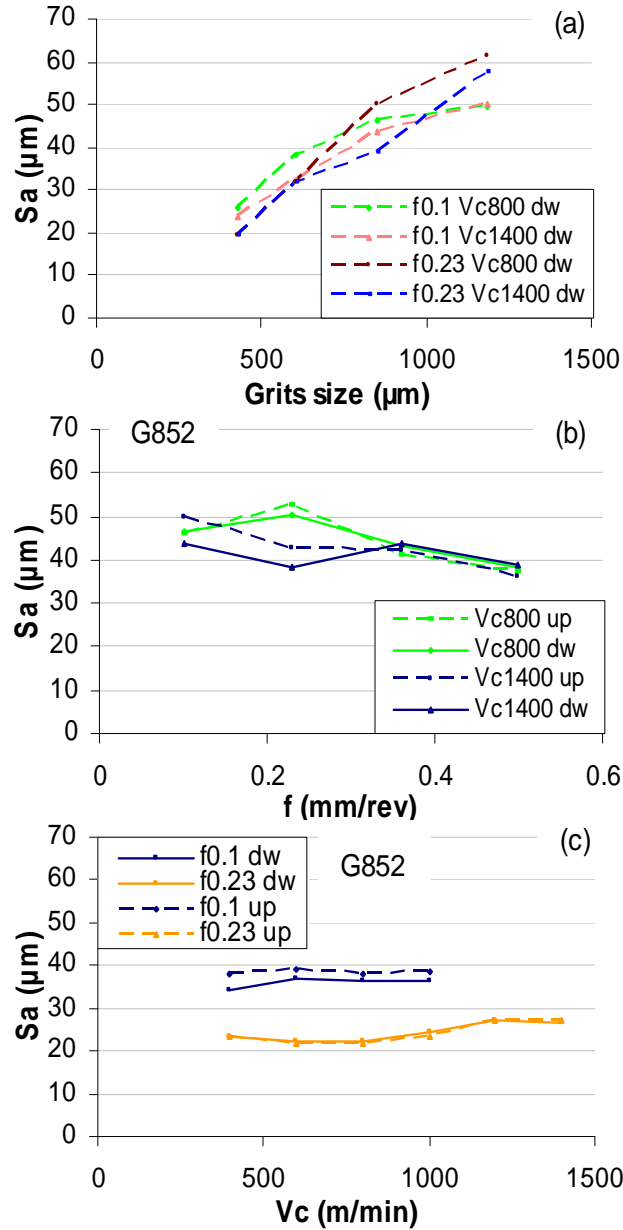 (a)
70
60
50
40
30
20
10
0
Sa (µm)
f0.1 Vc800 dw
f0.1 Vc1400 dw
f0.23 Vc800 dw
f0.23 Vc1400 dw
0 500 1000 1500
Grits size (µm)
G852 (b)
70
60
50
40
30
20
10
0
Sa (µm)
Vc800 up
Vc800 dw
Vc1400 up
Vc1400 dw
0 0.2 0.4 0.6
f (mm/rev)
(c)
70
60
50
40
30
20
10
0
Sa (µm)
f0.1 dw
f0.23 dw
f0.1 up
f0.23 up
G852
0 500 1000 1500
Vc (m/min)